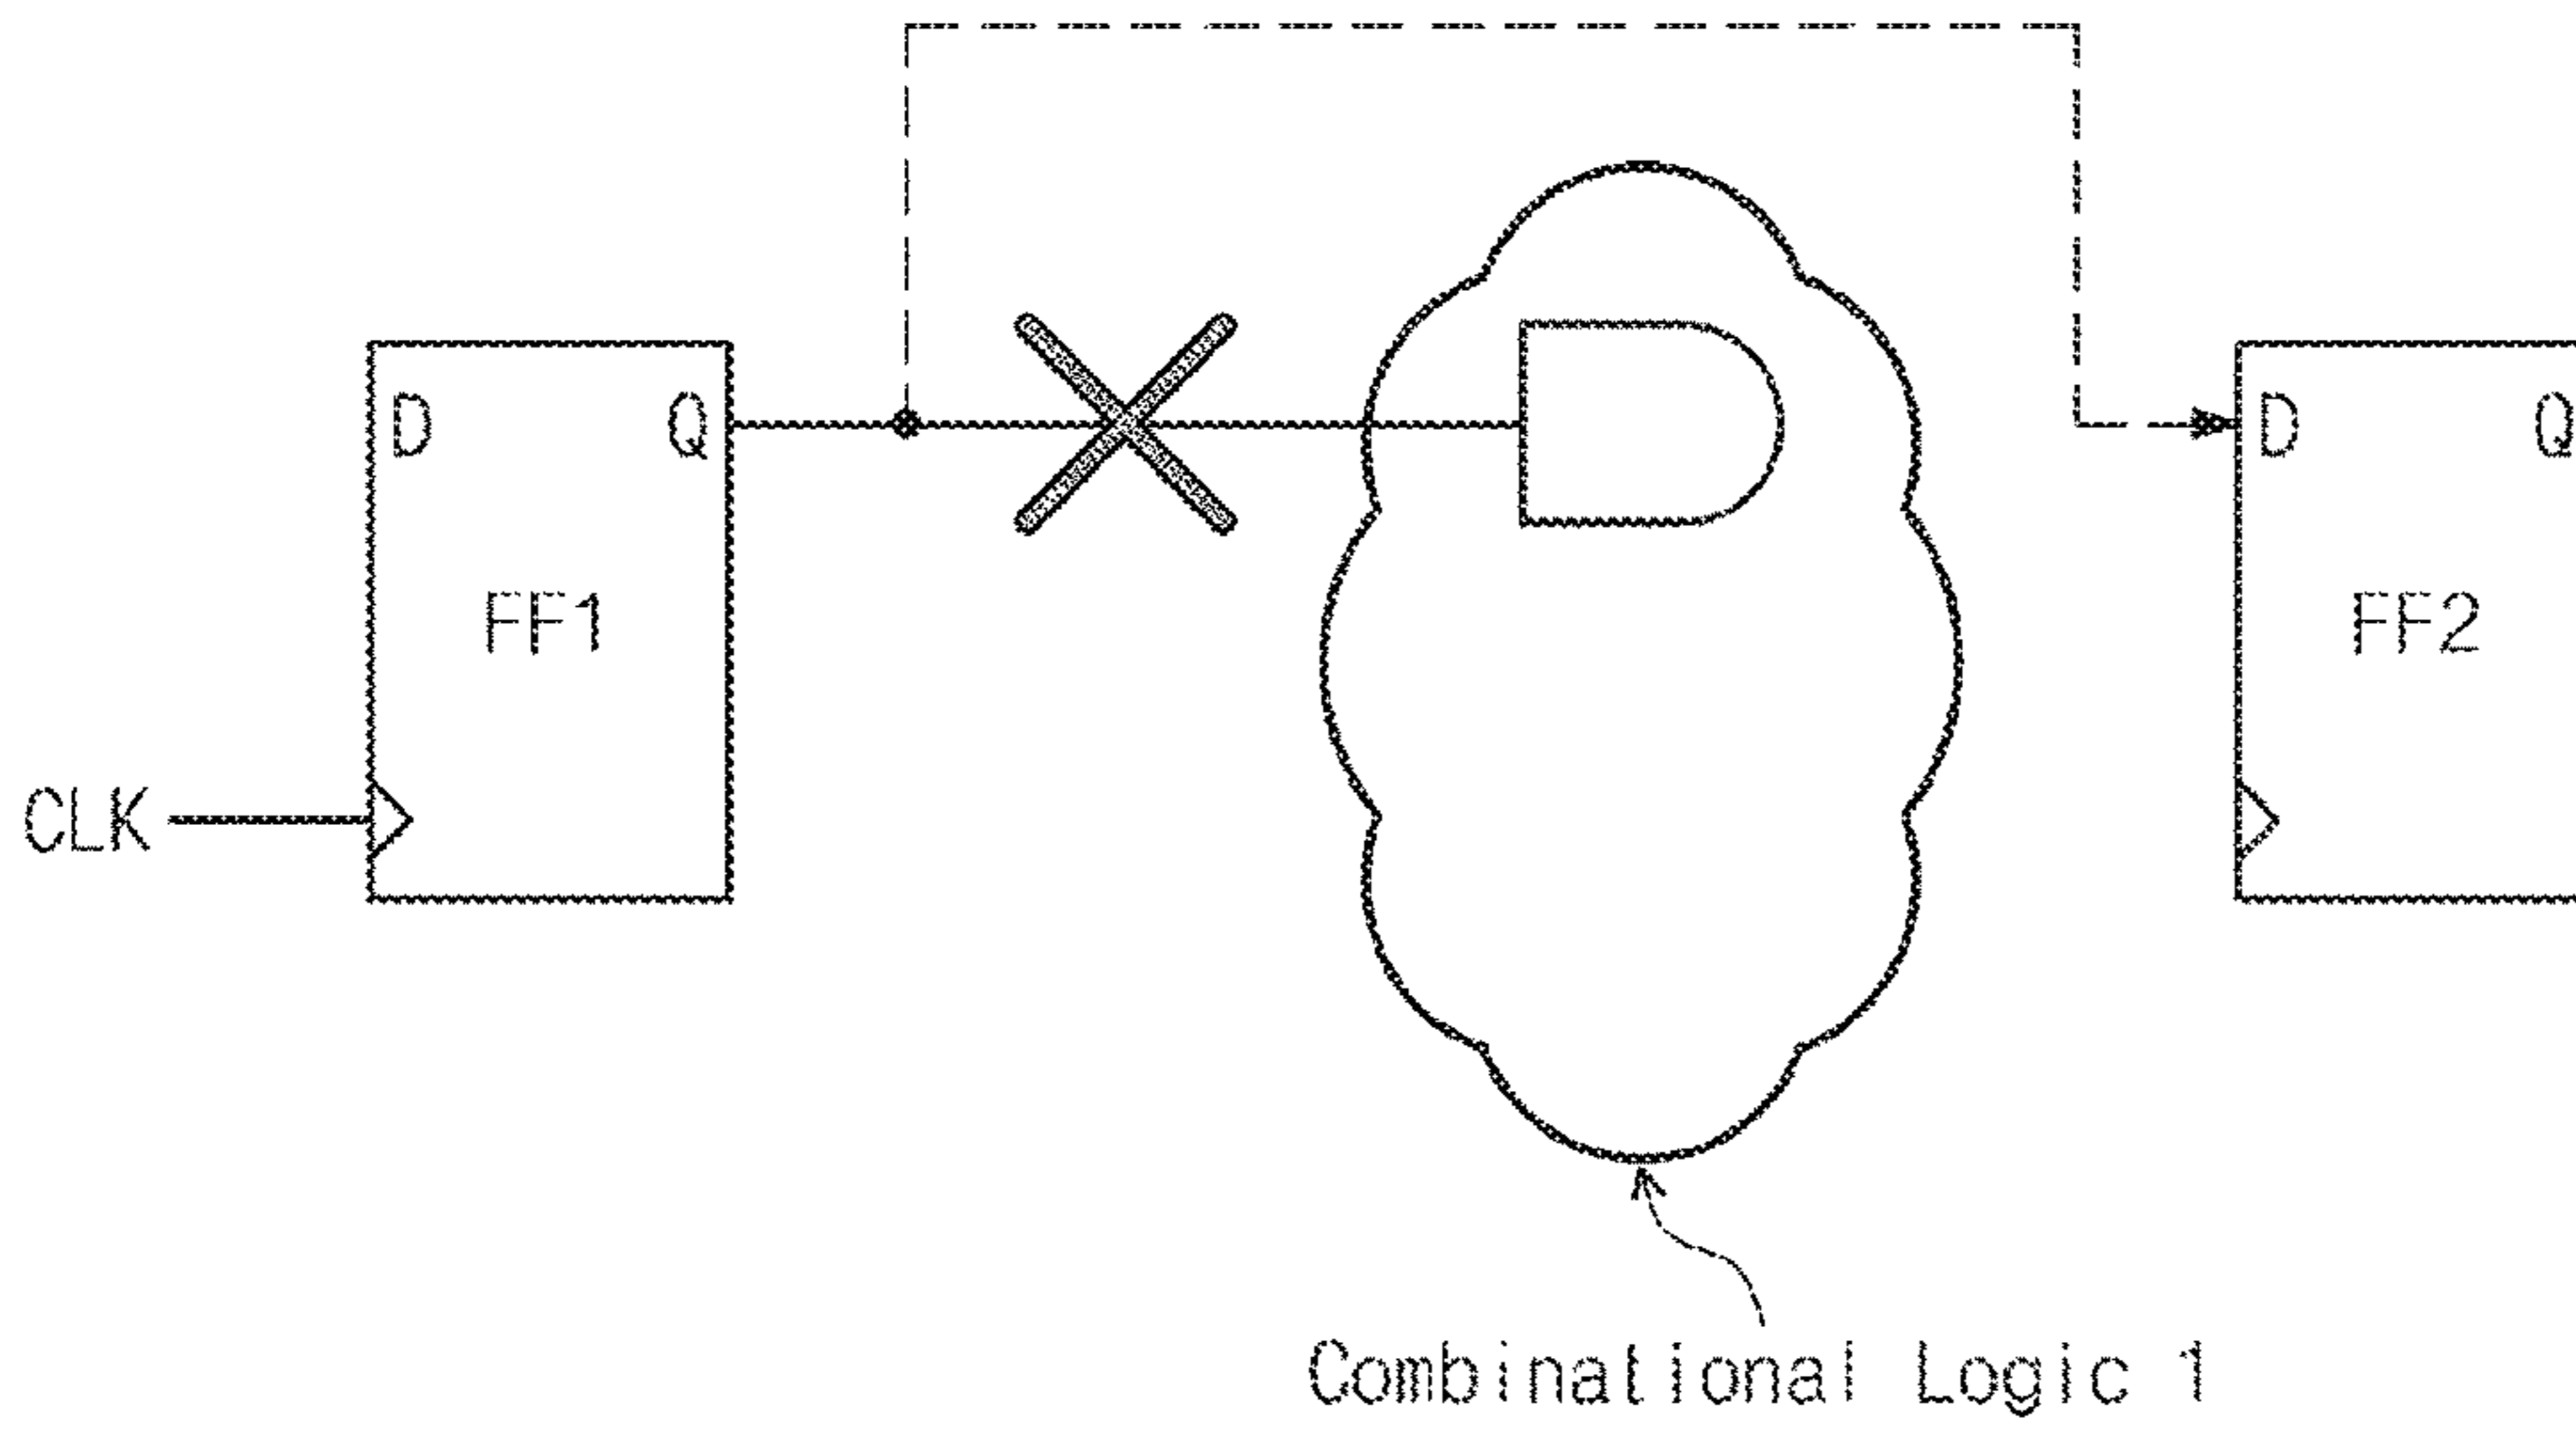 D Q
FF1
CLK
D Q
FF2
Combinational Logic 1